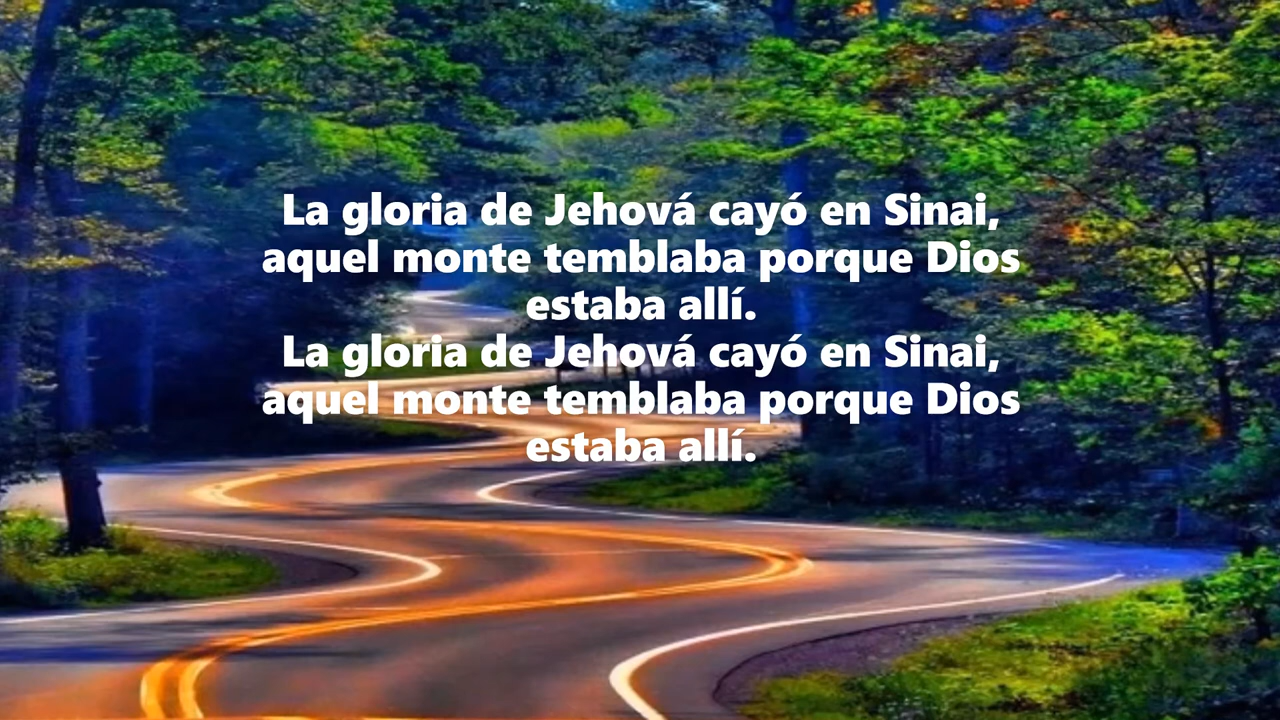 La gloria de Jehová cayó en Sinai,
aquel monte temblaba porque Dios
estaba allí.
La gloria de Jehová cayó en Sinai,
aquel monte temblaba porque Dios
estaba allí.